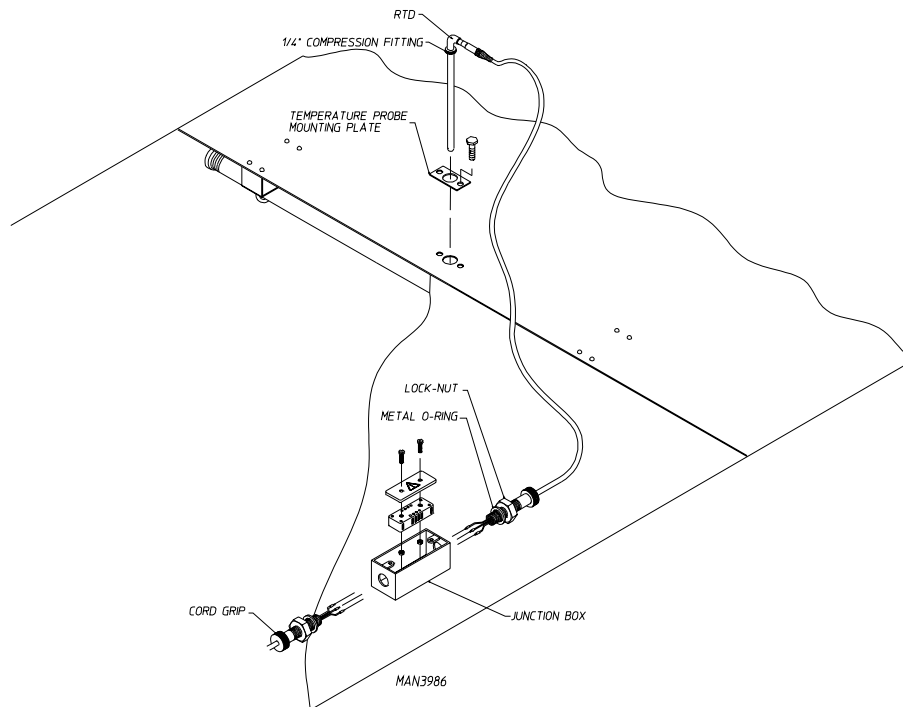 RTD
1/4" COMPRESSION FITTING
TEMPERATURE PROBE
MOUNTING PLATE
LOCK-NUT
METAL O-RING
CORD GRIP
JUNCTION BOX
MAN3986